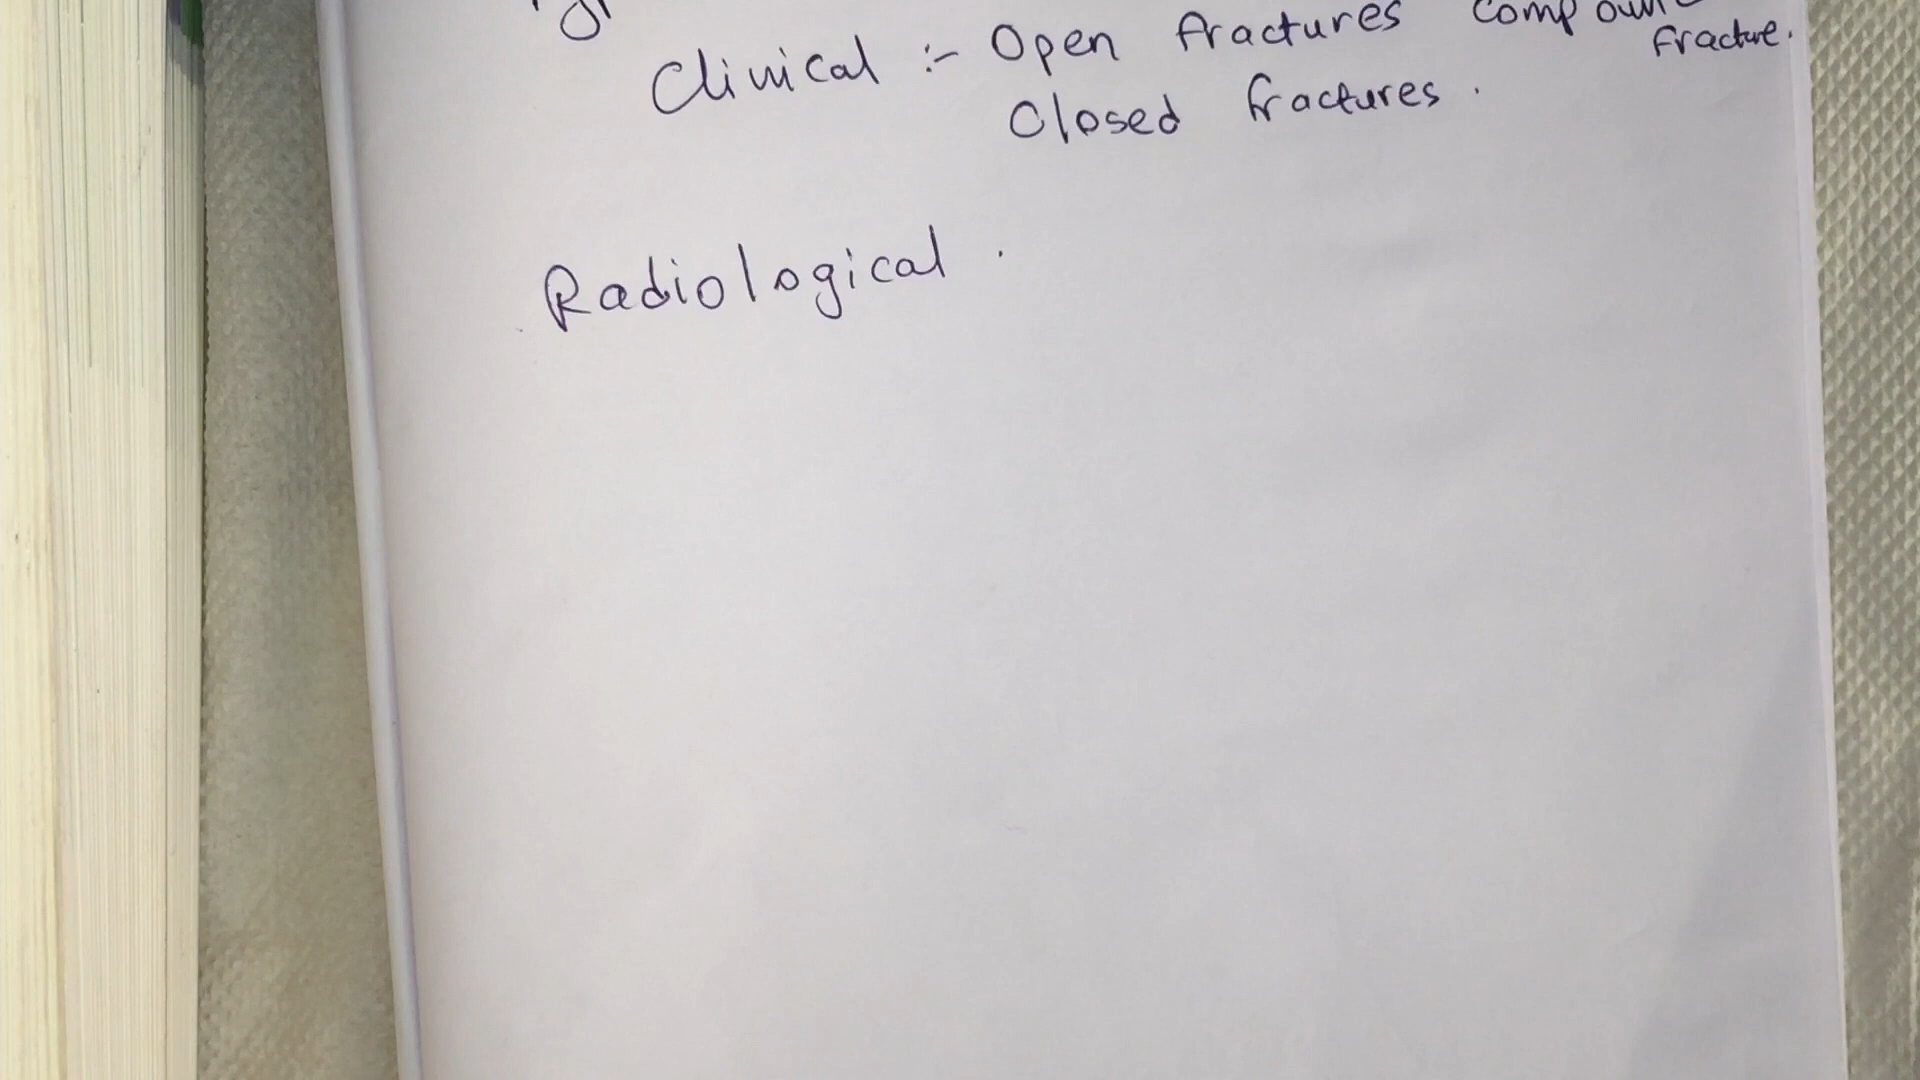 Clinical :- Open fractures
fracture.
Closed fractures.
Radiological.